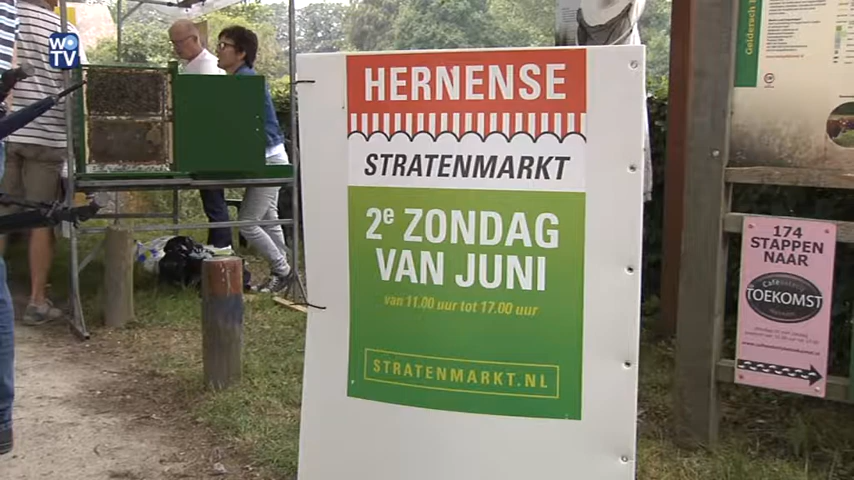 WO
TV
HERNENSE
STRATENMARKT
2e ZONDAG
VAN JUNI
van 11.00 uur tot 17.00 uur
STRATENMARKT.NL
174
STAPPEN
NAAR
TOEKOMST